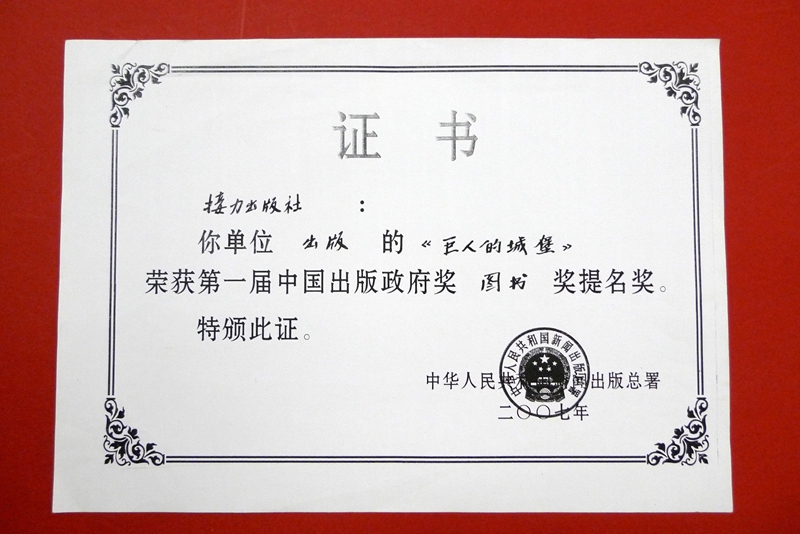 证 书
接力出版社 :
你单位 出版 的《巨人的城堡》
荣获第一届中国出版政府奖 图书 奖提名奖。
特颁此证。
中华人民共和国新闻出版总署
二〇〇七年
中华人民共和国新闻出版总署